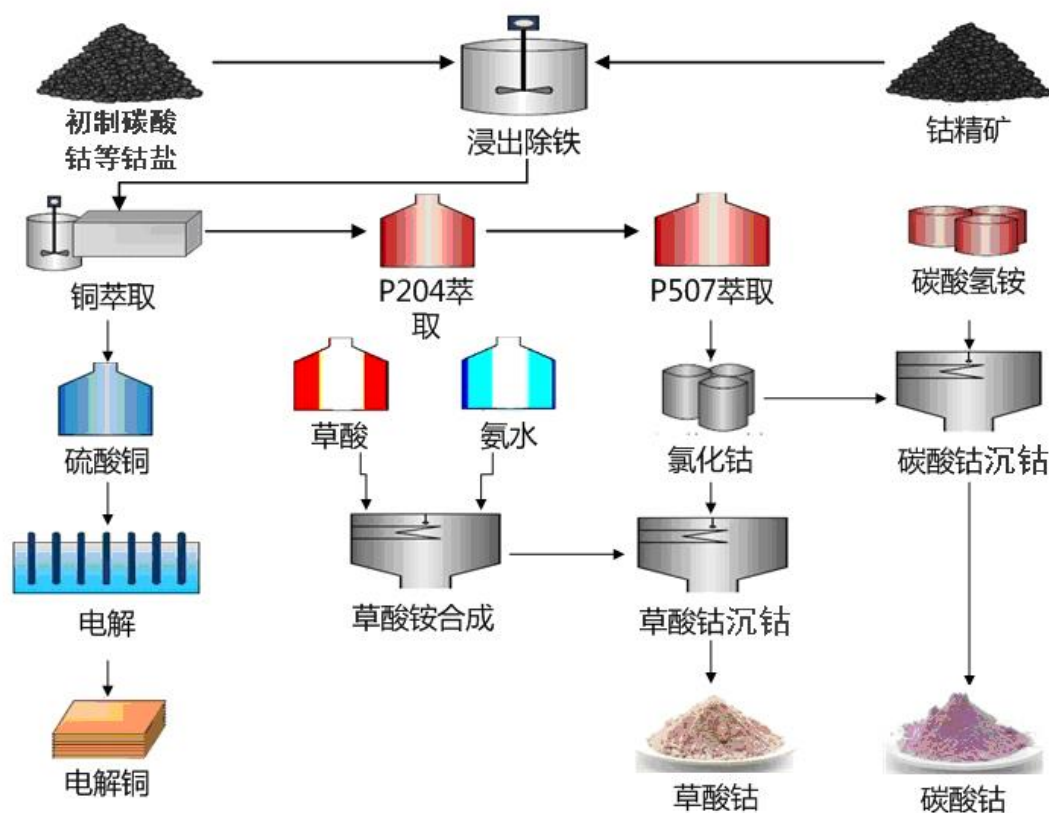 初制碳酸
钴等钴盐
浸出除铁
钴精矿
铜萃取
P204萃
取
P507萃取
碳酸氢铵
硫酸铜
草酸
氨水
氯化钴
碳酸钴沉钴
电解
草酸铵合成
草酸钴沉钴
电解铜
草酸钴
碳酸钴